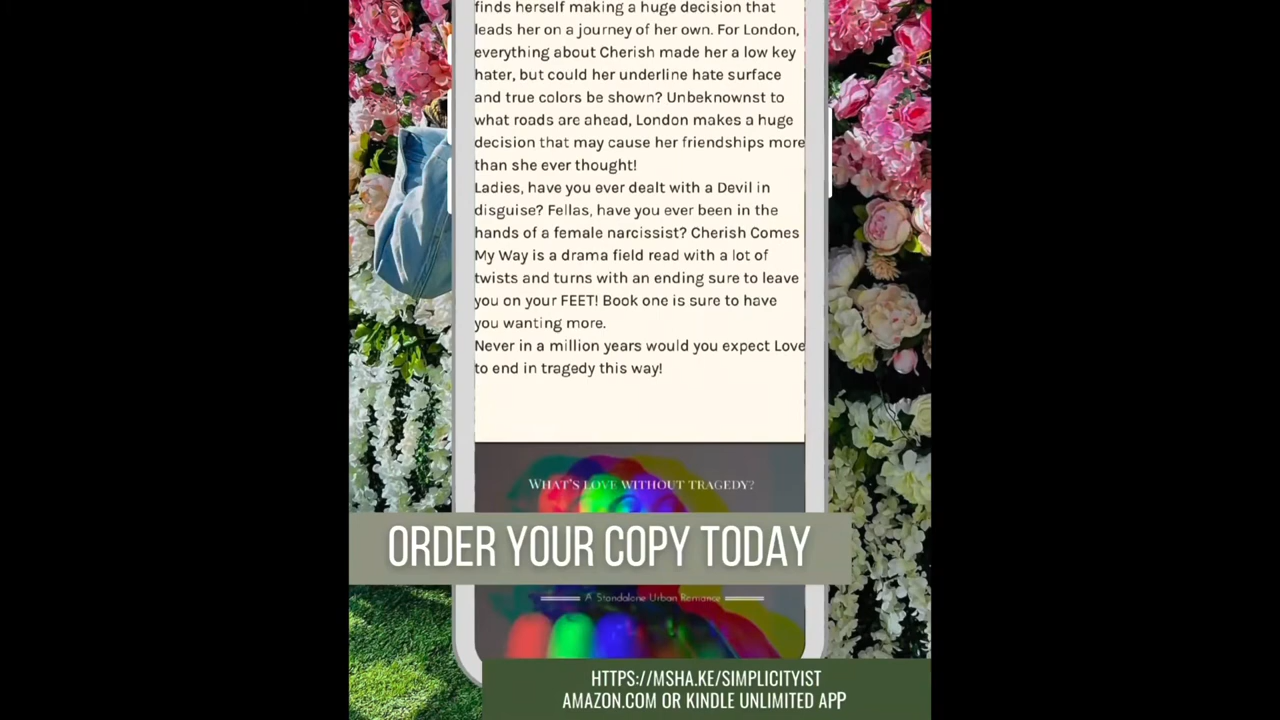 finds herself making a huge decision that
leads her on a journey of her own. For London,
everything about Cherish made her a low key
hater, but could her underline hate surface
and true colors be shown? Unbeknownst to
what roads are ahead, London makes a huge
decision that may cause her friendships more
than she ever thought!
Ladies, have you ever dealt with a Devil in
disguise? Fellas, have you ever been in the
hands of a female narcissist? Cherish Comes
My Way is a drama field read with a lot of
twists and turns with an ending sure to leave
you on your FEET! Book one is sure to have
you wanting more.
Never in a million years would you expect Love
to end in tragedy this way!
WHAT'S LOVE WITHOUT TRAGEDY?
ORDER YOUR COPY TODAY
A Standalone Urban Romance
HTTPS://MSHA.KE/SIMPLICITYIST
AMAZON.COM OR KINDLE UNLIMITED APP